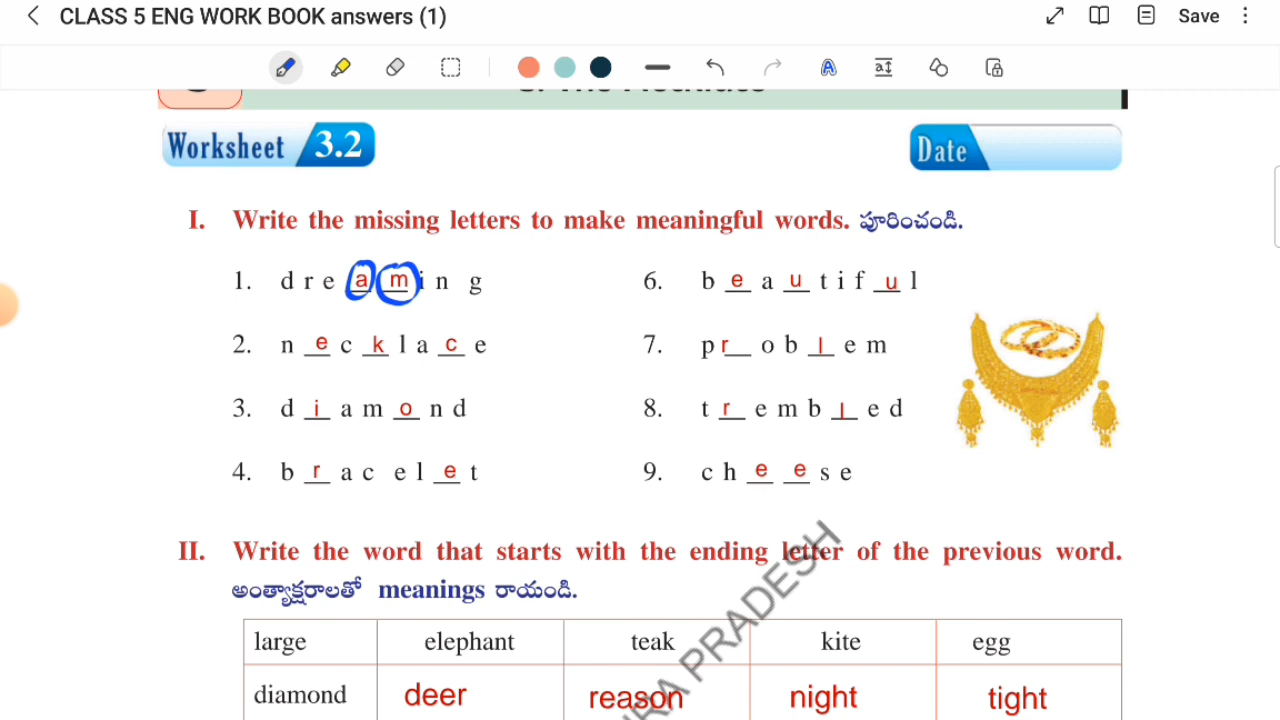 CLASS 5 ENG WORK BOOK answers (1)
Save
Worksheet 3.2
Date
I. Write the missing letters to make meaningful words. పూరించండి.
1. d r e a m i n g
6. b e a u t i f u l
2. n e c k l a c e
7. p r o b l e m
3. d i a m o n d
8. t r e m b l e d
4. b r a c e l e t
9. c h e e s e
II. Write the word that starts with the ending letter of the previous word.
అంత్యాక్షరాలతో meanings రాయండి.
large elephant teak kite egg
diamond deer reason night tight
PRADESH